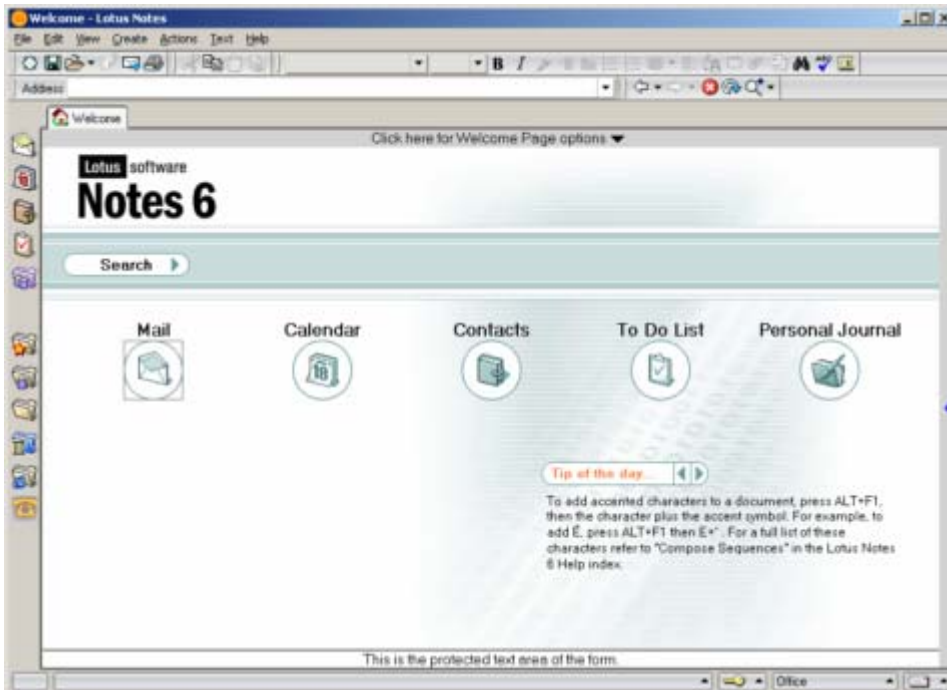 Welcome - Lotus Notes
File Edit View Create Actions Text Help
B I
Address
Welcome
Click here for Welcome Page options
Lotus software
Notes 6
Search
Mail Calendar Contacts To Do List Personal Journal
18
Tip of the day...
To add accented characters to a document, press ALT+F1,
then the character plus the accent symbol. For example, to
add É, press ALT+F1 then E+'. For a full list of these
characters refer to "Compose Sequences" in the Lotus Notes
6 Help index.
This is the protected text area of the form.
Office